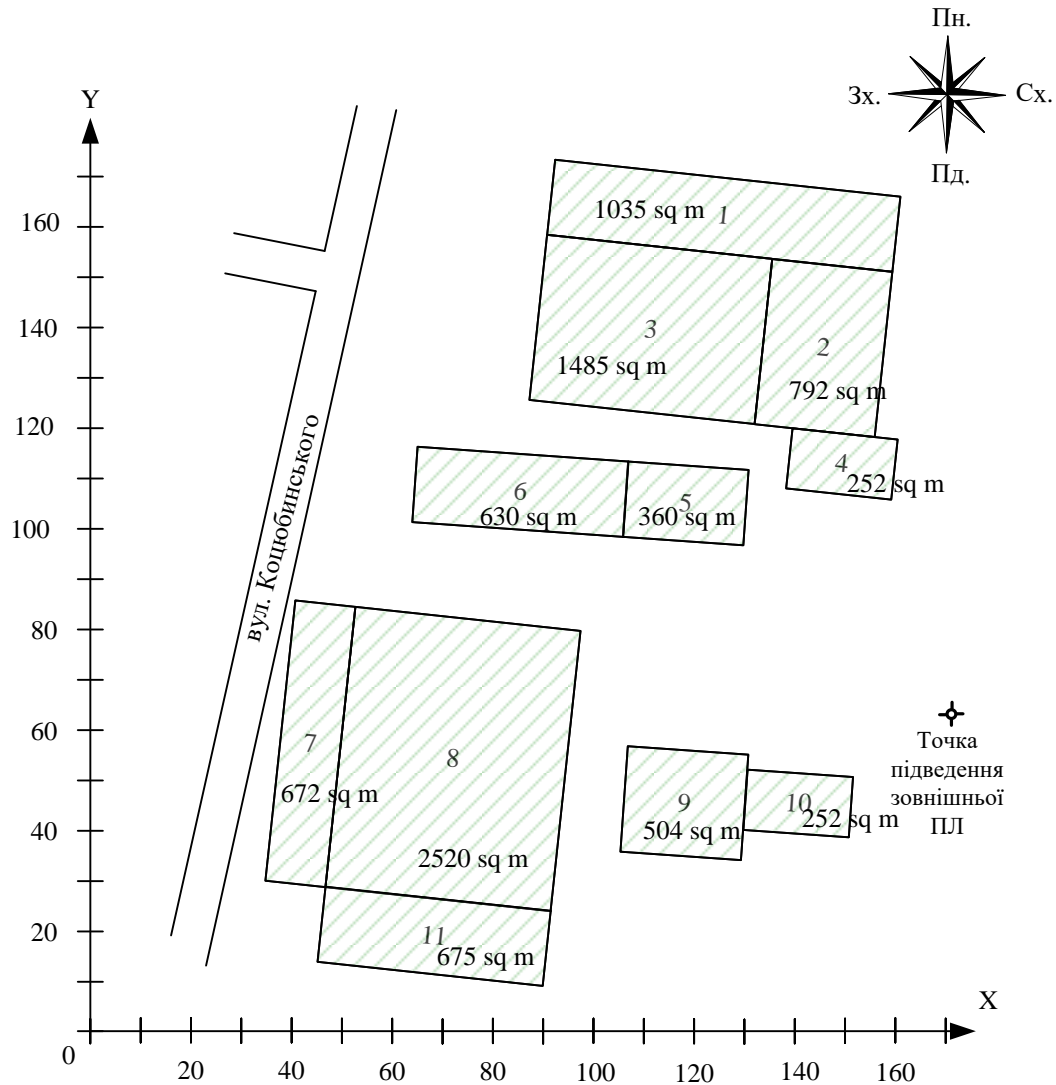 Пн.
Зх.
Сх.
Пд.
Y
160
140
120
100
80
60
40
20
0
20
40
60
80
100
120
140
160
X
вул. Коцюбинського
1035 sq m 1
3
1485 sq m
2
792 sq m
4
252 sq m
6
630 sq m
5
360 sq m
7
672 sq m
8
2520 sq m
9
504 sq m
10
252 sq m
11
675 sq m
Точка
підведення
зовнішньої
ПЛ